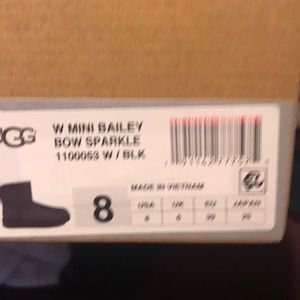 UGG
W MINI BAILEY
BOW SPARKLE
1100053 W / BLK
MADE IN VIETNAM
8
USA UK EU JAPAN
8 6 39 25